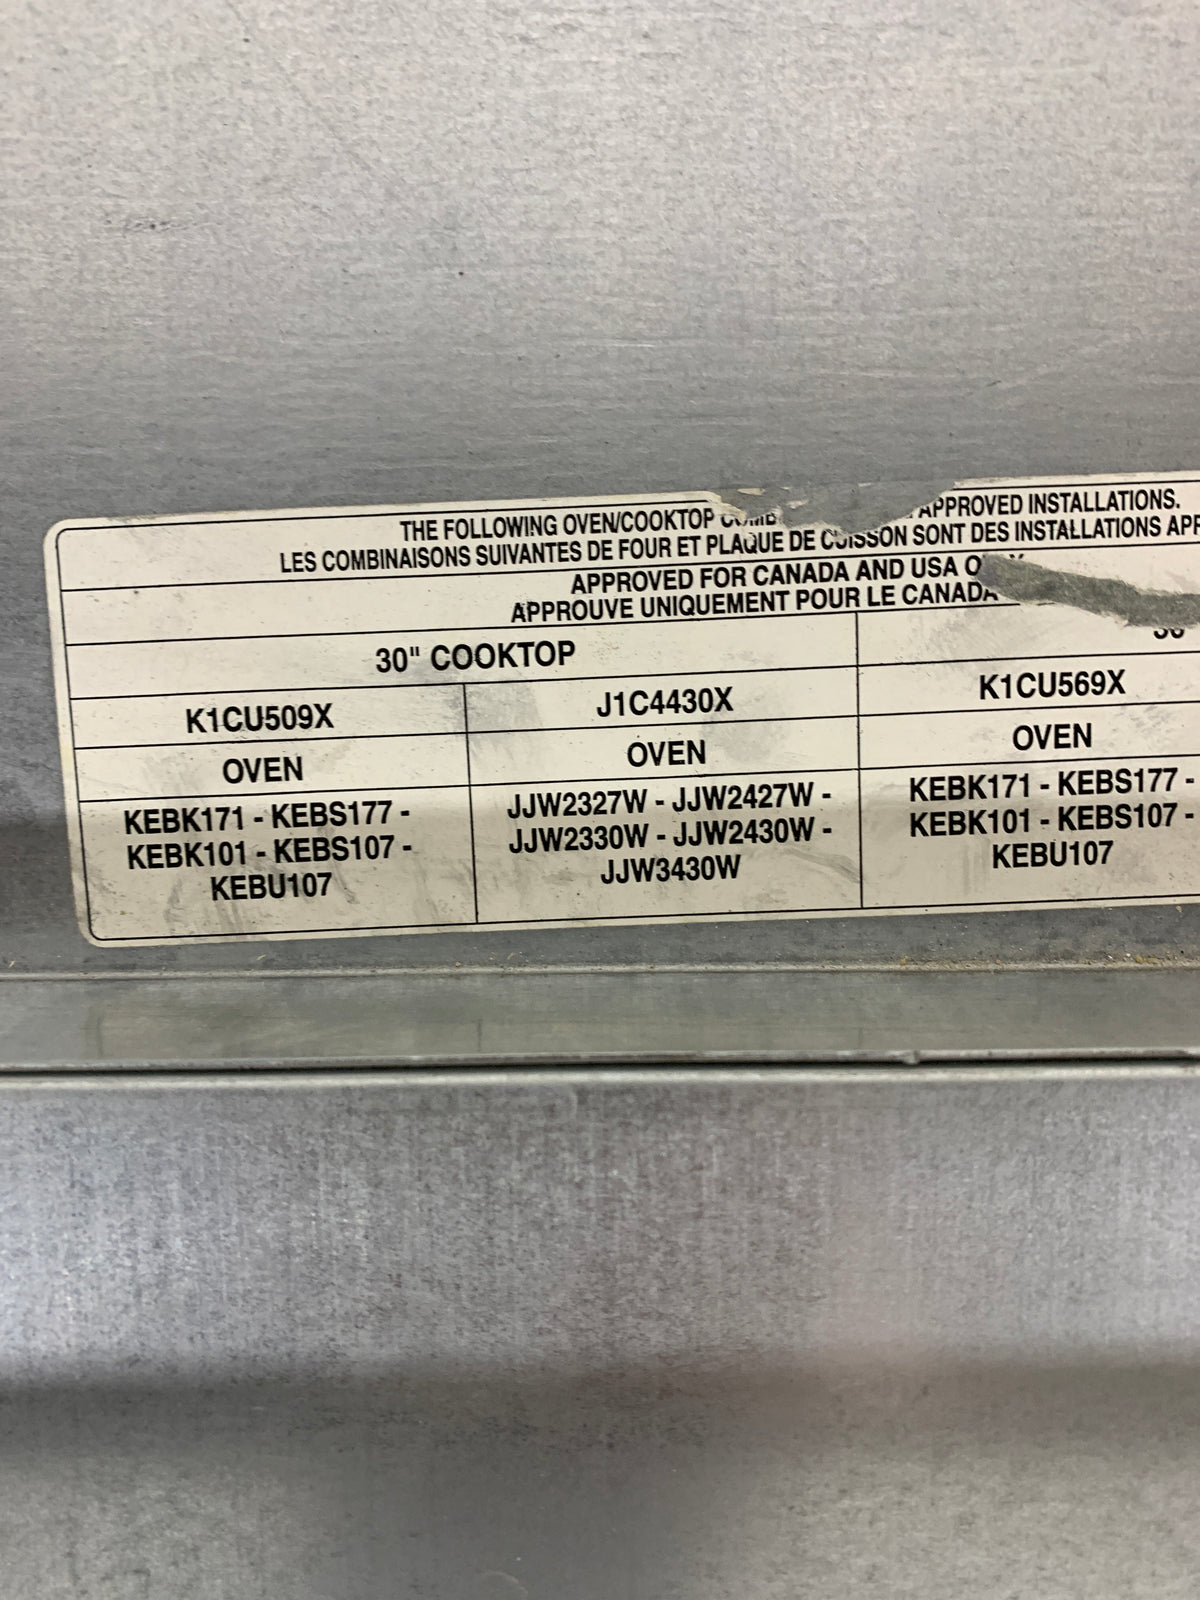 THE FOLLOWING OVEN/COOKTOP APPROVED INSTALLATIONS.
LES COMBINAISONS SUIVANTES DE FOUR ET PLAQUE DE CUISSON SONT DES INSTALLATIONS
APPROVED FOR CANADA AND USA
APPROUVE UNIQUEMENT POUR LE CANADA
30" COOKTOP
K1CU509X J1C4430X K1CU569X
OVEN OVEN OVEN
KEBK171 - KEBS177 - JJW2327W - JJW2427W - KEBK171 - KEBS177 -
KEBK101 - KEBS107 - JJW2330W - JJW2430W - KEBK101 - KEBS107 -
KEBU107 JJW3430W KEBU107